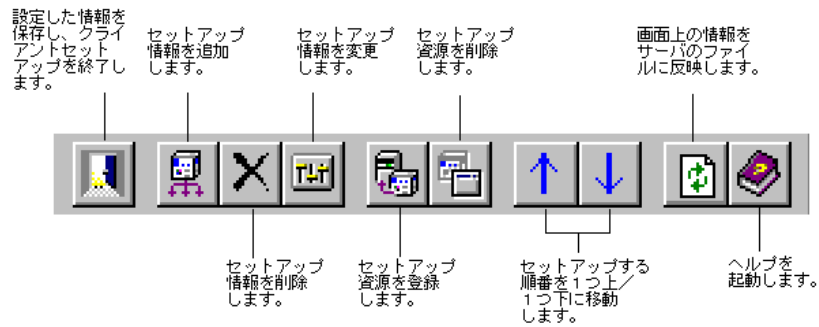 設定した情報を
保存し、クライ
アントセット
アップを終了し
ます。
セットアップ
情報を追加
します。
セットアップ
情報を変更
します。
セットアップ
資源を削除
します。
画面上の情報を
サーバのファイ
ルに反映します。
セットアップ
情報を削除
します。
セットアップ
資源を登録
します。
セットアップする
順番を１つ上／
１つ下に移動
します。
ヘルプを
起動します。